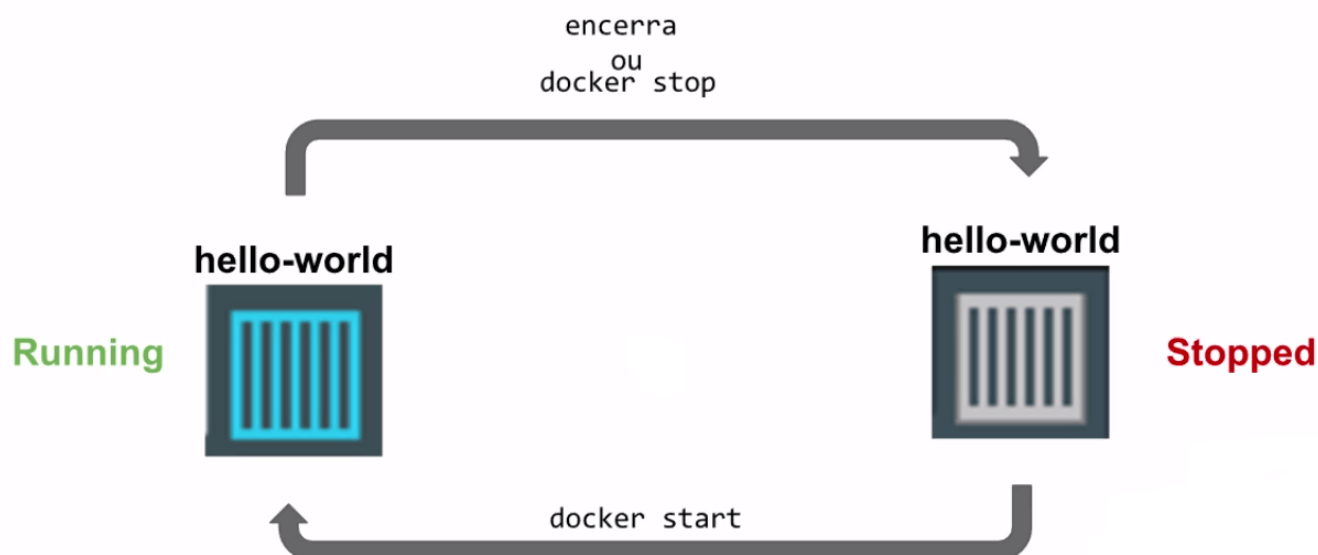 encerra
ou
docker stop
hello-world
hello-world
Running
Stopped
docker start